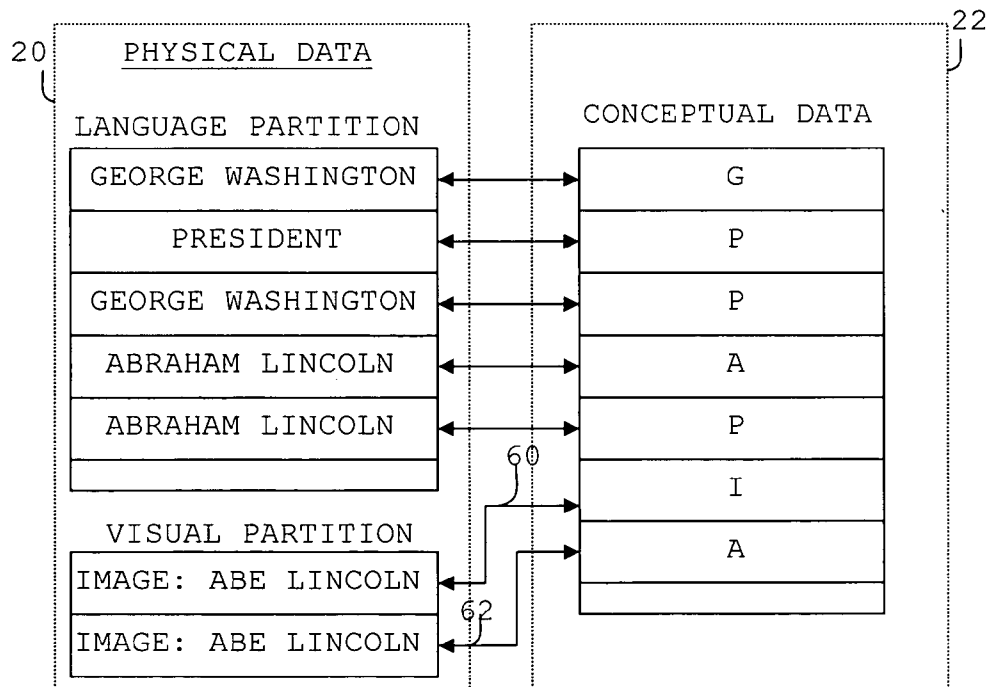 20
PHYSICAL DATA
LANGUAGE PARTITION
GEORGE WASHINGTON
PRESIDENT
GEORGE WASHINGTON
ABRAHAM LINCOLN
ABRAHAM LINCOLN
VISUAL PARTITION
IMAGE: ABE LINCOLN
IMAGE: ABE LINCOLN
60
62
22
CONCEPTUAL DATA
G
P
P
A
P
I
A